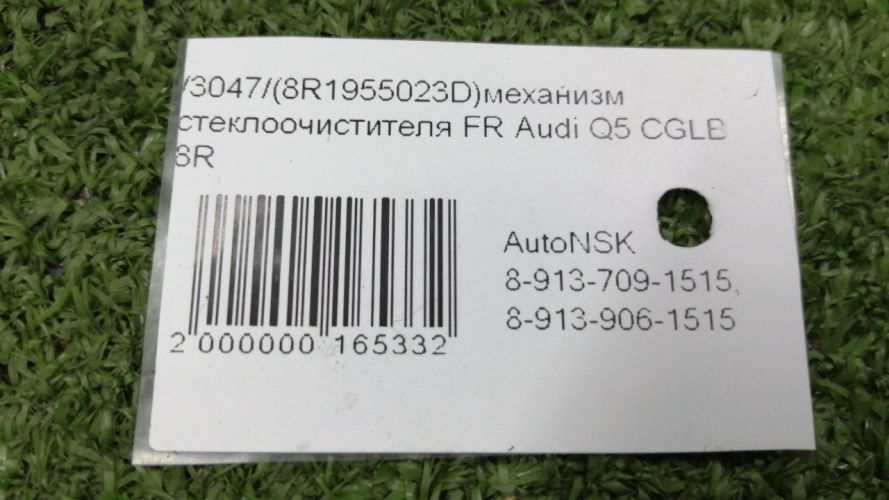 /3047/(8R1955023D)механизм
стеклоочистителя FR Audi Q5 CGLB
8R
AutoNSK
8-913-709-1515,
8-913-906-1515
2 000000 165332